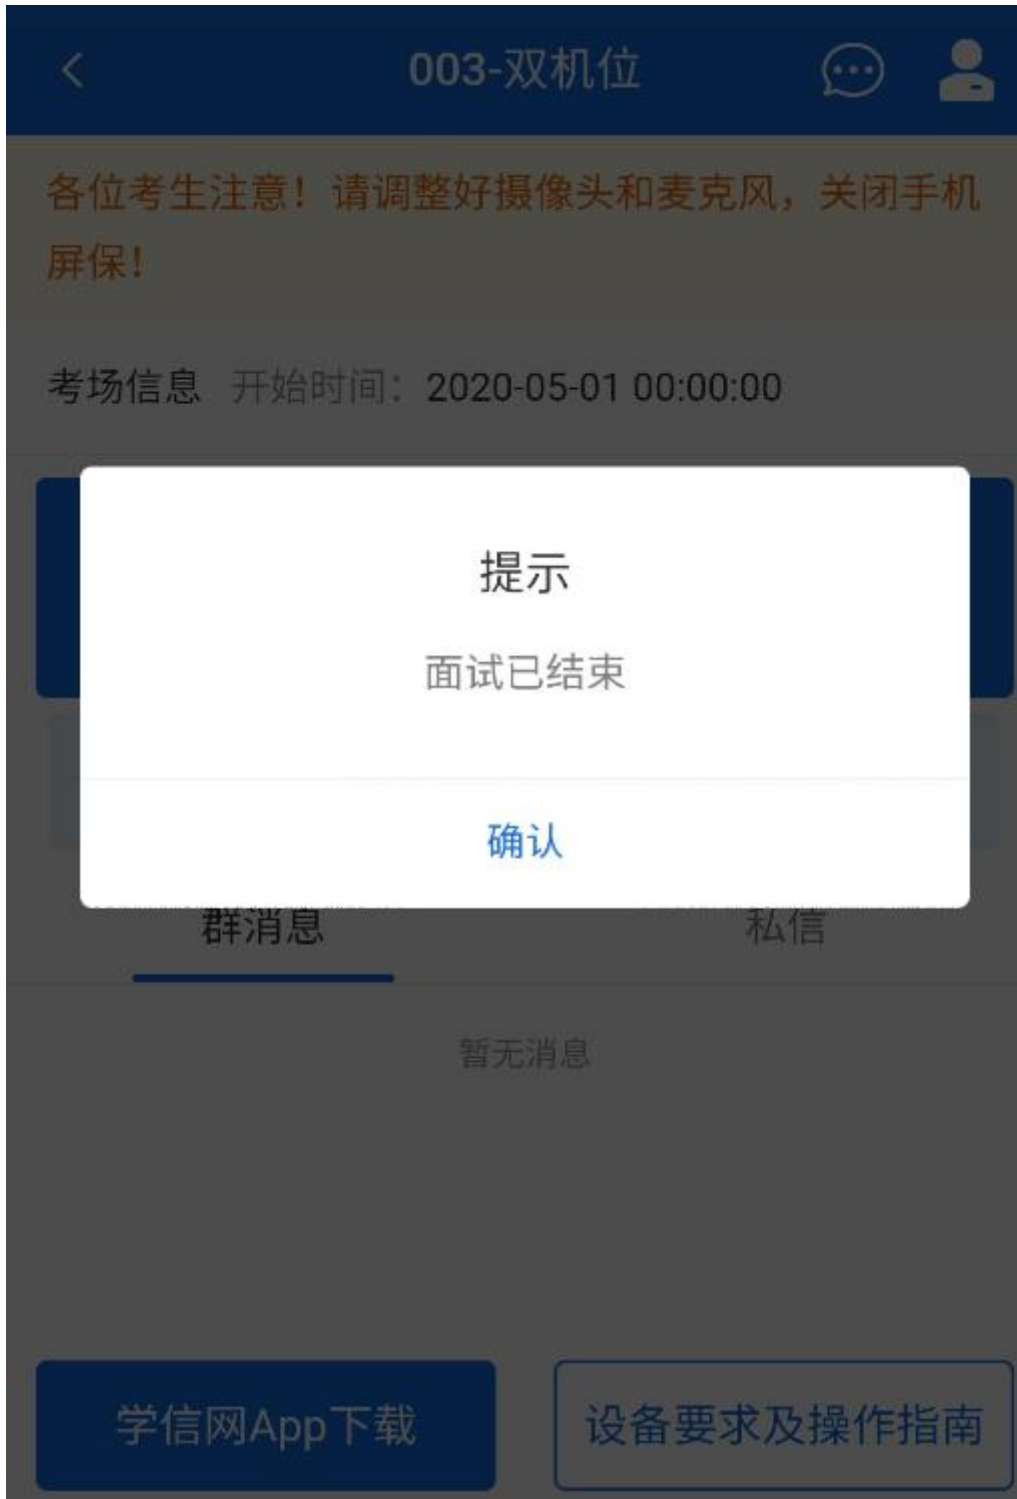 003-双机位
各位考生注意！请调整好摄像头和麦克风，关闭手机
屏保！
考场信息 开始时间：2020-05-01 00:00:00
提示
面试已结束
确认
群消息 私信
暂无消息
学信网App下载 设备要求及操作指南